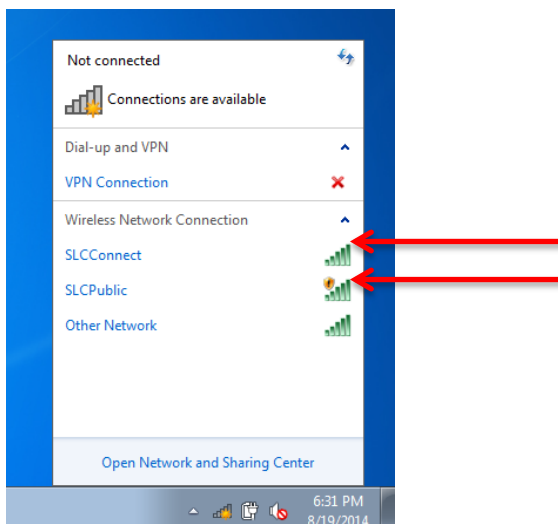 Not connected
Connections are available
Dial-up and VPN
VPN Connection
Wireless Network Connection
SLCConnect
SLCPublic
Other Network
Open Network and Sharing Center
6:31 PM
8/19/2014